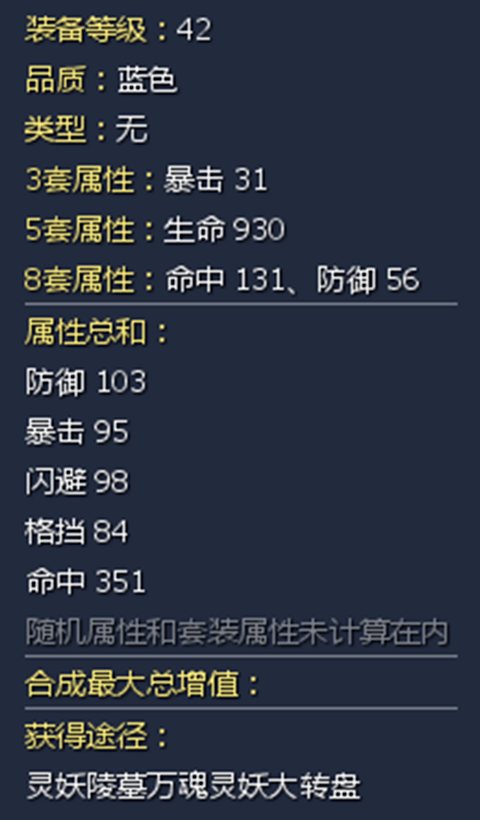 装备等级：42
品质：蓝色
类型：无
3套属性：暴击 31
5套属性：生命 930
8套属性：命中 131、防御 56
属性总和：
防御 103
暴击 95
闪避 98
格挡 84
命中 351
随机属性和套装属性未计算在内
合成最大总增值：
获得途径：
灵妖陵墓万魂灵妖大转盘